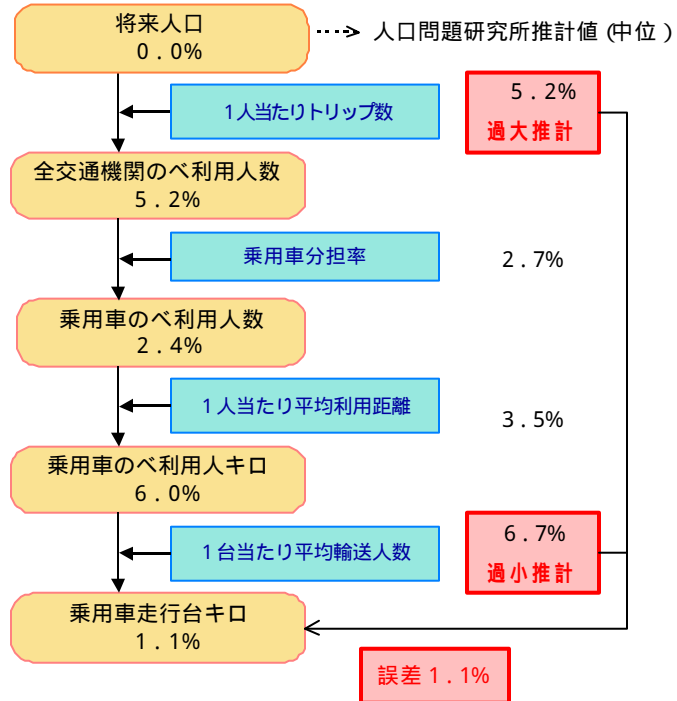 将来人口
0.0%
人口問題研究所推計値(中位)
1人当たりトリップ数
5.2%
過大推計
全交通機関のべ利用人数
5.2%
乗用車分担率
2.7%
乗用車のべ利用人数
2.4%
1人当たり平均利用距離
3.5%
乗用車のべ利用人キロ
6.0%
1台当たり平均輸送人数
6.7%
過小推計
乗用車走行台キロ
1.1%
誤差1.1%